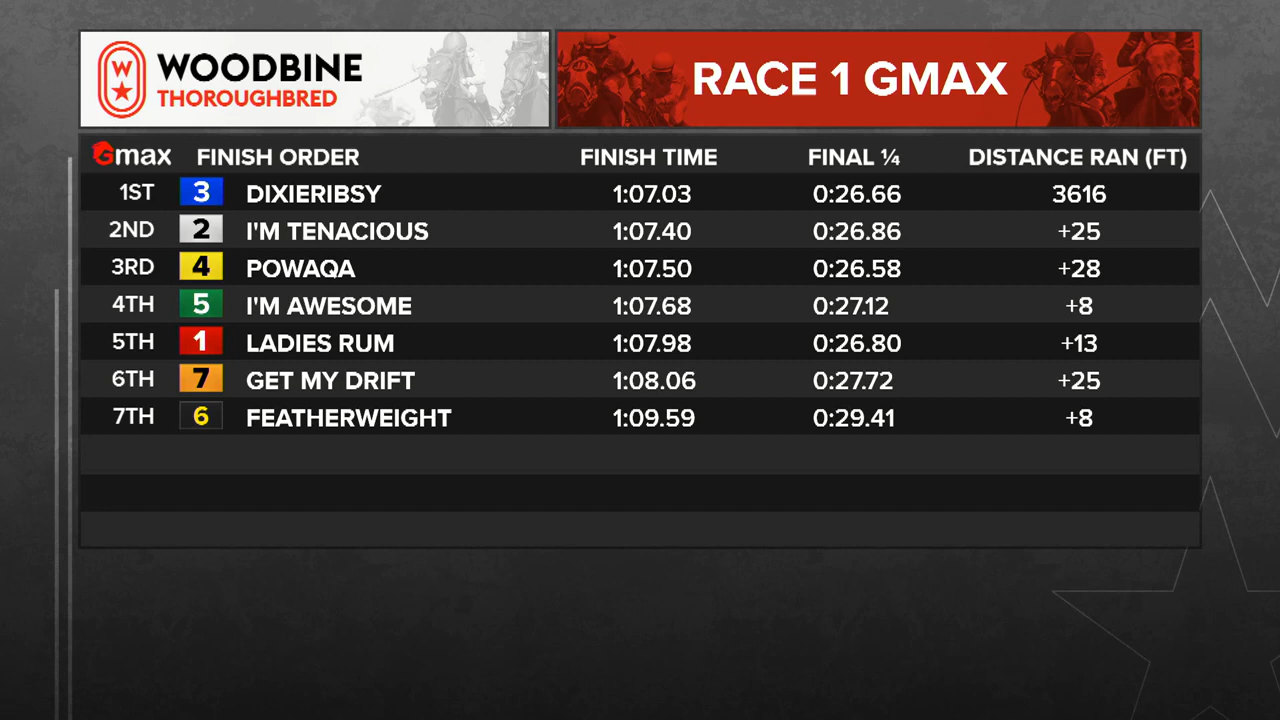 W
WOODBINE
THOROUGHBRED
RACE 1 GMAX
Gmax FINISH ORDER FINISH TIME FINAL ¼ DISTANCE RAN (FT)
1ST 3 DIXIERIBSY 1:07.03 0:26.66 3616
2ND 2 I'M TENACIOUS 1:07.40 0:26.86 +25
3RD 4 POWAQA 1:07.50 0:26.58 +28
4TH 5 I'M AWESOME 1:07.68 0:27.12 +8
5TH 1 LADIES RUM 1:07.98 0:26.80 +13
6TH 7 GET MY DRIFT 1:08.06 0:27.72 +25
7TH 6 FEATHERWEIGHT 1:09.59 0:29.41 +8